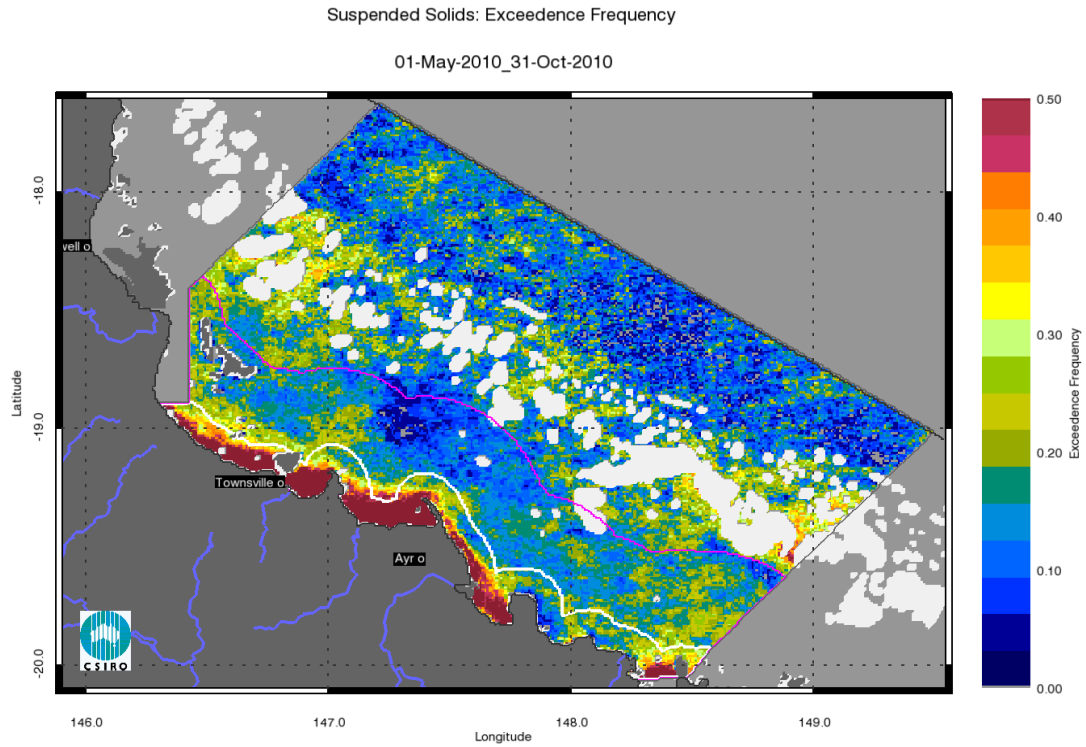 Suspended Solids: Exceedence Frequency
01-May-2010_31-Oct-2010
0.50
0.40
0.30
0.20
0.10
0.00
Exceedence Frequency
-18.0
-19.0
-20.0
Latitude
well o
Townsville o
Ayr o
CSIRO
146.0
147.0
148.0
149.0
Longitude